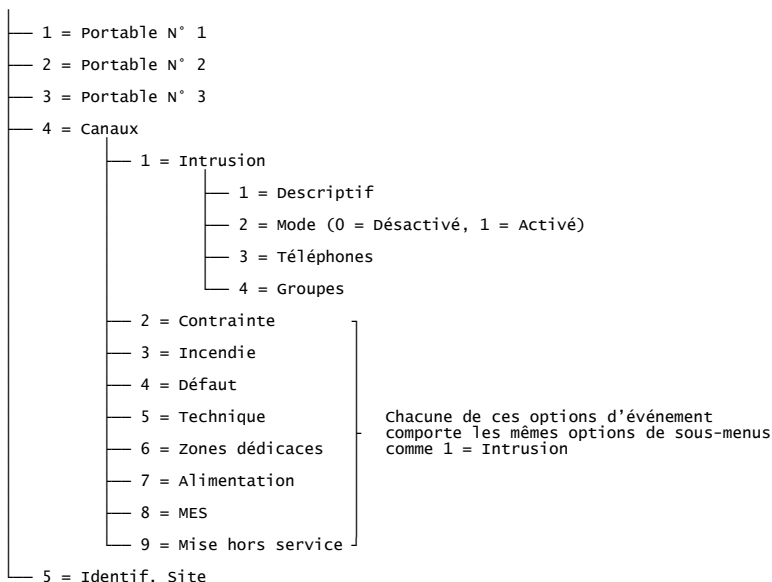 1 = Portable N° 1
2 = Portable N° 2
3 = Portable N° 3
4 = Canaux
1 = Intrusion
1 = Descriptif
2 = Mode (0 = Désactivé, 1 = Activé)
3 = Téléphones
4 = Groupes
2 = Contrainte
3 = Incendie
4 = Défaut
5 = Technique
6 = Zones dédicaces
7 = Alimentation
8 = MES
9 = Mise hors service
Chacune de ces options d'événement
comporte les mêmes options de sous-menus
comme 1 = Intrusion
5 = Identif. Site